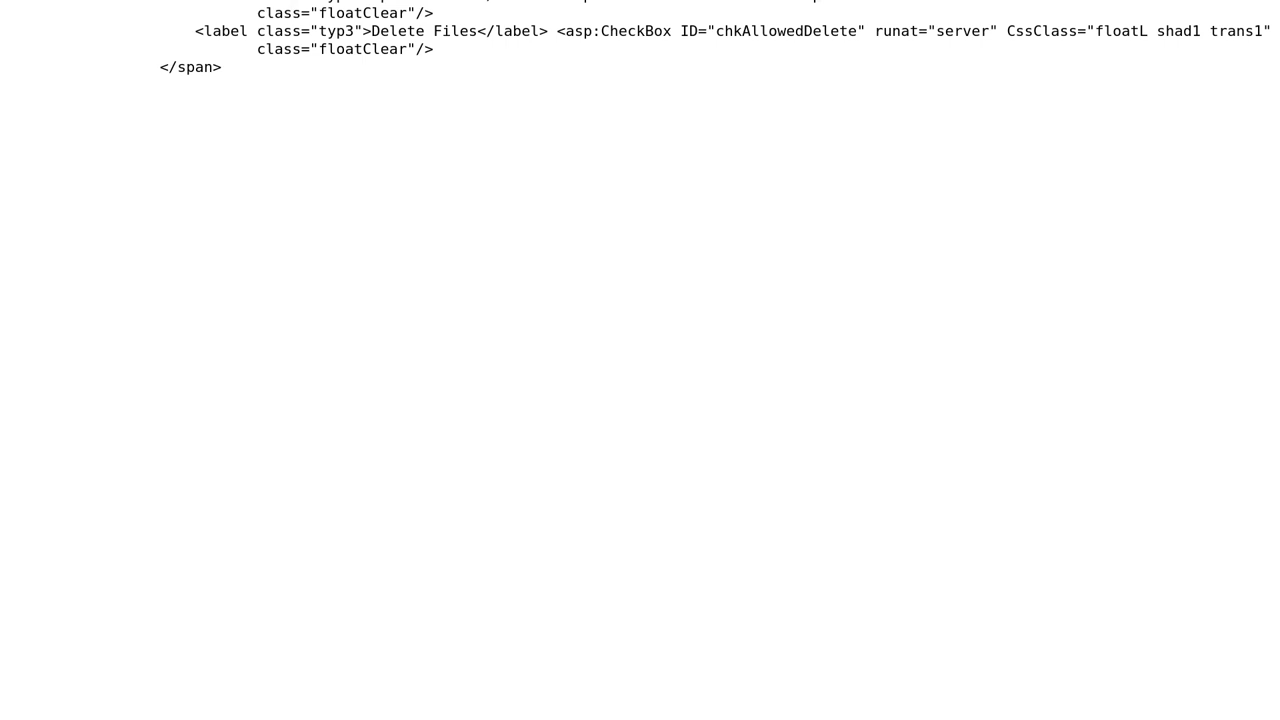 class="floatClear"/>
<label class="typ3">Delete Files</label> <asp:CheckBox ID="chkAllowedDelete" runat="server" CssClass="floatL shad1 trans1"
class="floatClear"/>
</span>